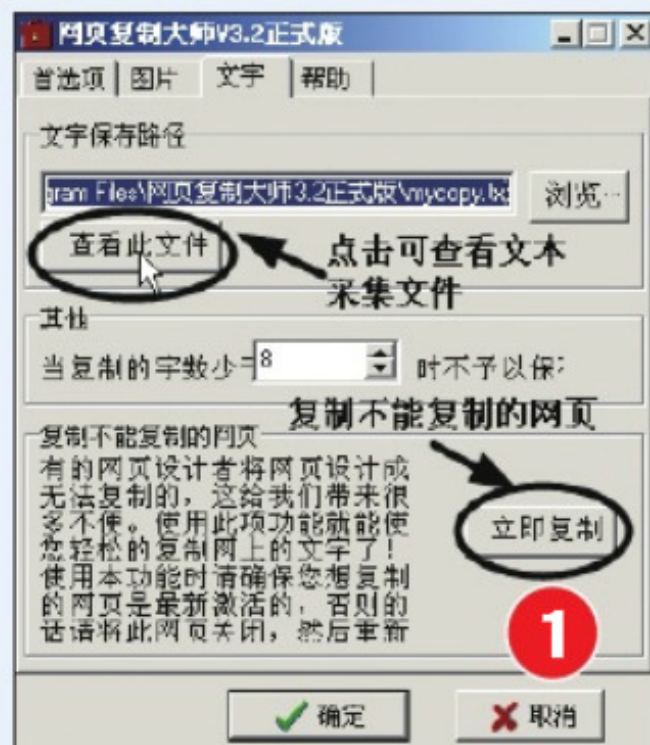 网页复制大师V3.2正式版
首选项 图片 文字 帮助
文字保存路径
gram Files\网页复制大师3.2正式版\mycopy.tx
浏览
查看此文件
点击可查看文本
采集文件
其他
当复制的字数少于 8 时不予以保存
复制不能复制的网页
复制不能复制的网页
有的网页设计者将网页设计成
无法复制的，这给我们带来很
多不便。使用此项功能就能使
您轻松的复制网上的文字了！
使用本功能时请确保您想复制
的网页是最新激活的，否则的
话请将此网页关闭，然后重新
立即复制
1
确定 取消